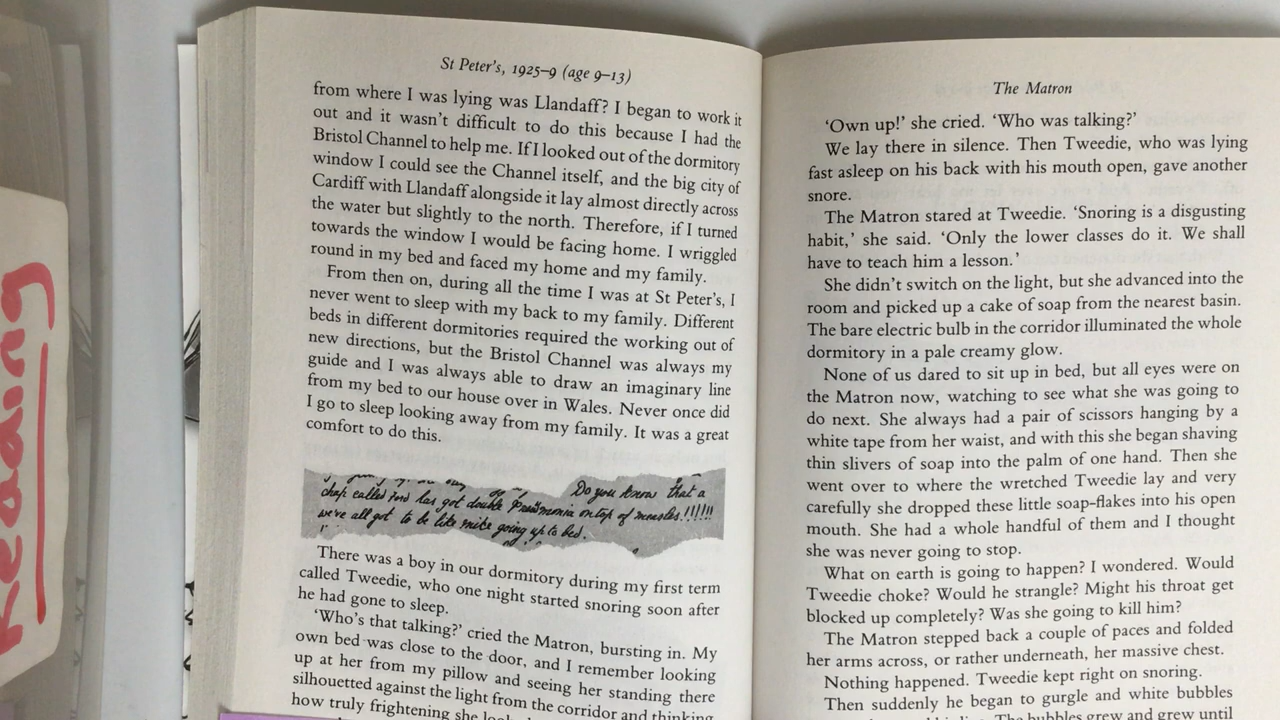 Reading
St Peter's, 1925–9 (age 9–13)
from where I was lying was Llandaff? I began to work it
out and it wasn't difficult to do this because I had the
Bristol Channel to help me. If I looked out of the dormitory
window I could see the Channel itself, and the big city of
Cardiff with Llandaff alongside it lay almost directly across
the water but slightly to the north. Therefore, if I turned
towards the window I would be facing home. I wriggled
round in my bed and faced my home and my family.
From then on, during all the time I was at St Peter's, I
never went to sleep with my back to my family. Different
beds in different dormitories required the working out of
new directions, but the Bristol Channel was always my
guide and I was always able to draw an imaginary line
from my bed to our house over in Wales. Never once did
I go to sleep looking away from my family. It was a great
comfort to do this.
Do you know that a
chap called Ford has got double Pneumonia on top of measles!!!!!!
we're all got to be like mike going up to bed.
There was a boy in our dormitory during my first term
called Tweedie, who one night started snoring soon after
he had gone to sleep.
'Who's that talking?' cried the Matron, bursting in. My
own bed was close to the door, and I remember looking
up at her from my pillow and seeing her standing there
silhouetted against the light from the corridor and thinking
how truly frightening she
The Matron
'Own up!' she cried. 'Who was talking?'
We lay there in silence. Then Tweedie, who was lying
fast asleep on his back with his mouth open, gave another
snore.
The Matron stared at Tweedie. 'Snoring is a disgusting
habit,' she said. 'Only the lower classes do it. We shall
have to teach him a lesson.'
She didn't switch on the light, but she advanced into the
room and picked up a cake of soap from the nearest basin.
The bare electric bulb in the corridor illuminated the whole
dormitory in a pale creamy glow.
None of us dared to sit up in bed, but all eyes were on
the Matron now, watching to see what she was going to
do next. She always had a pair of scissors hanging by a
white tape from her waist, and with this she began shaving
thin slivers of soap into the palm of one hand. Then she
went over to where the wretched Tweedie lay and very
carefully she dropped these little soap-flakes into his open
mouth. She had a whole handful of them and I thought
she was never going to stop.
What on earth is going to happen? I wondered. Would
Tweedie choke? Would he strangle? Might his throat get
blocked up completely? Was she going to kill him?
The Matron stepped back a couple of paces and folded
her arms across, or rather underneath, her massive chest.
Nothing happened. Tweedie kept right on snoring.
Then suddenly he began to gurgle and white bubbles
The bubbles grew and grew until